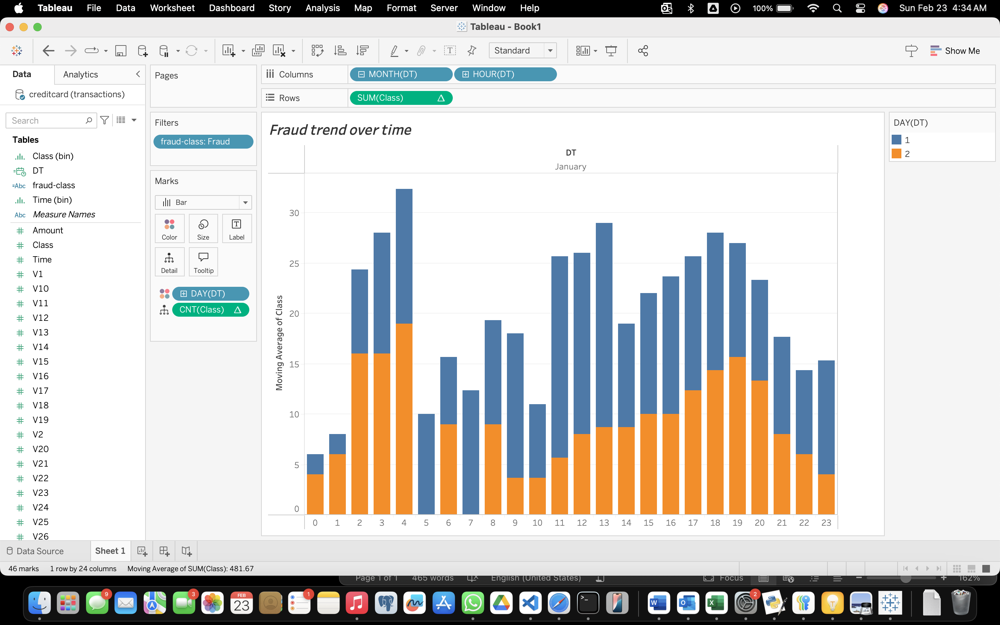 Tableau File Data Worksheet Dashboard Story Analysis Map Format Server Window Help 100% Sun Feb 23 4:34 AM
Tableau - Book1
Standard Show Me
Data Analytics
creditcard (transactions)
Search
Tables
Class (bin)
DT
=Abc fraud-class
Time (bin)
Abc Measure Names
Amount
Class
Time
V1
V10
V11
V12
V13
V14
V15
V16
V17
V18
V19
V2
V20
V21
V22
V23
V24
V25
V26
Pages
Filters
fraud-class: Fraud
Marks
Bar
Color Size Label
Detail Tooltip
DAY(DT)
CNT(Class) Δ
Columns MONTH(DT) HOUR(DT)
Rows SUM(Class) Δ
Fraud trend over time
DT
January
Moving Average of Class
30
25
20
15
10
5
0
0 1 2 3 4 5 6 7 8 9 10 11 12 13 14 15 16 17 18 19 20 21 22 23
DAY(DT)
1
2
Data Source Sheet 1
46 marks 1 row by 24 columns Moving Average of SUM(Class): 481.67
Page 1 of 1 465 words English (United States) Focus 162%
9 3 FEB 23 1 2